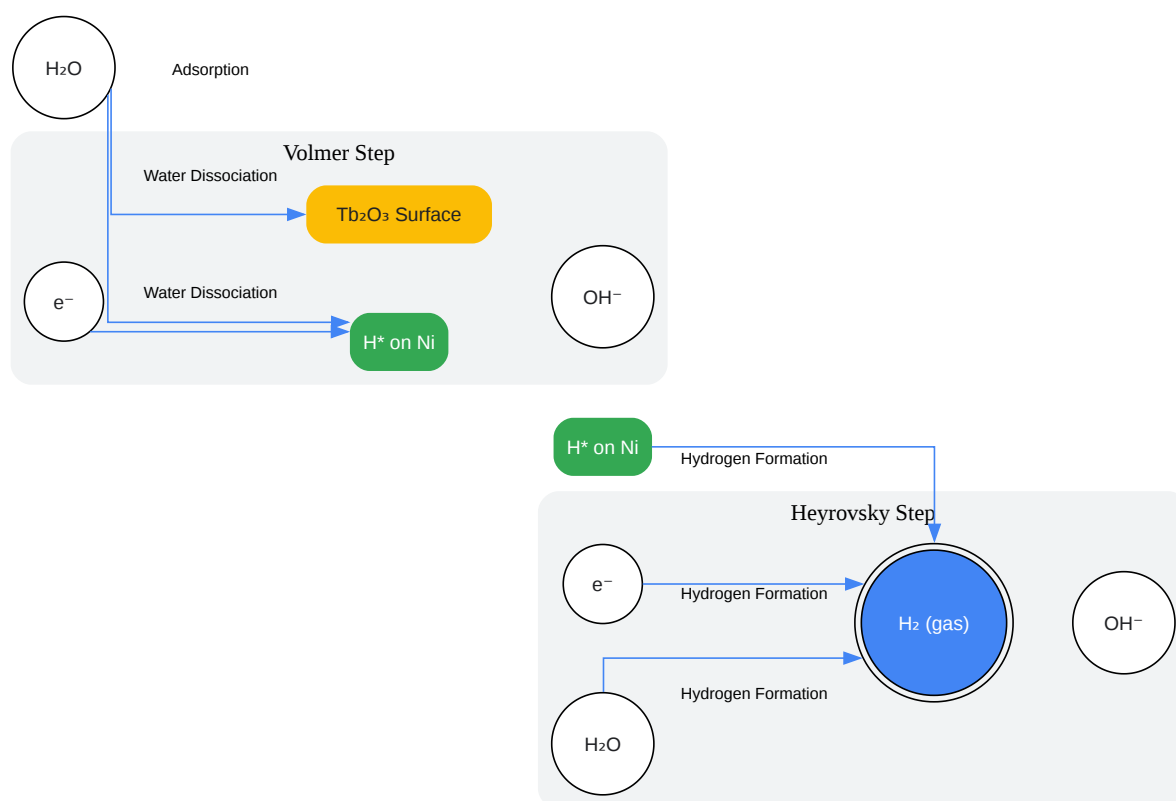 H₂O
Adsorption
Volmer Step
Water Dissociation
Tb₂O₃ Surface
e⁻
Water Dissociation
OH⁻
H* on Ni
H* on Ni
Hydrogen Formation
Heyrovsky Step
e⁻
Hydrogen Formation
H₂ (gas)
OH⁻
Hydrogen Formation
H₂O